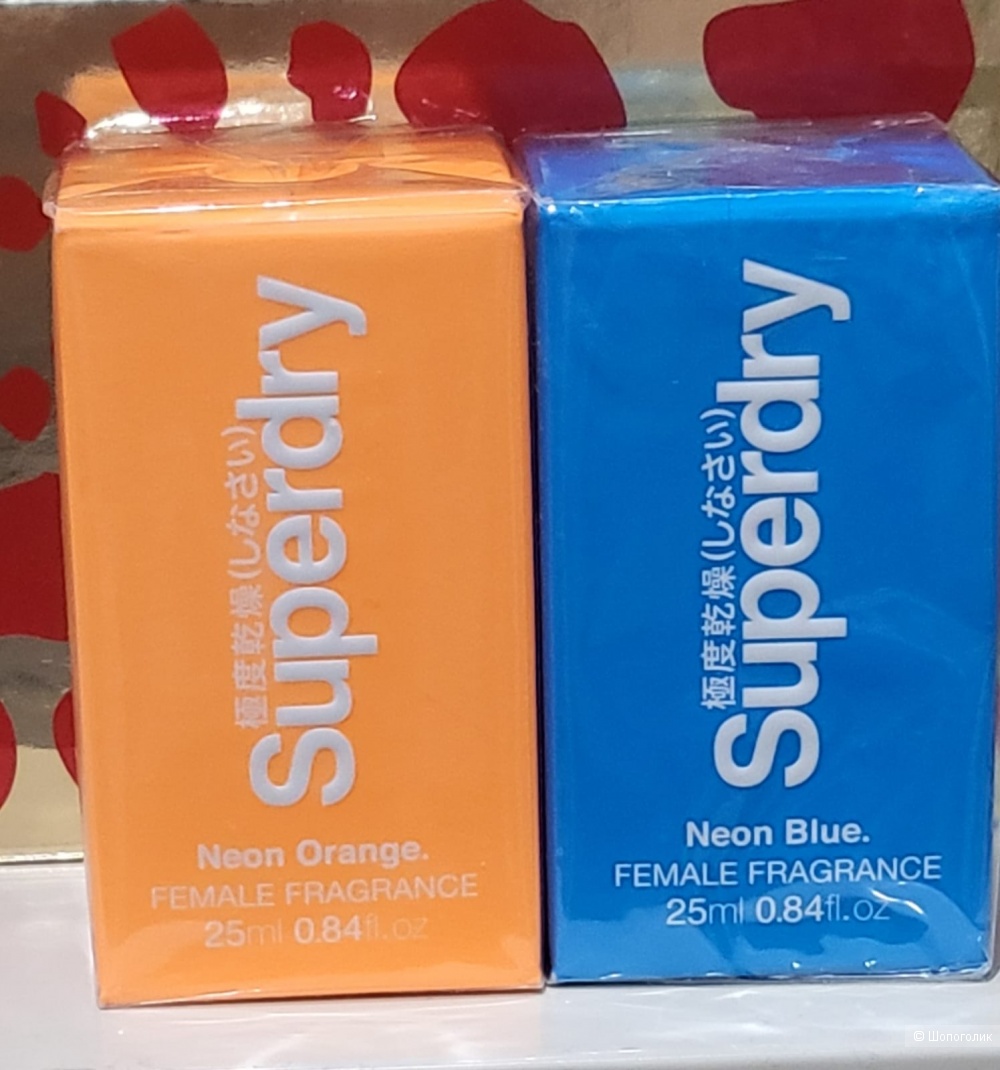 極度乾燥(しなさい)
Superdry
Neon Orange.
FEMALE FRAGRANCE
25ml 0.84fl.oz
極度乾燥(しなさい)
Superdry
Neon Blue.
FEMALE FRAGRANCE
25ml 0.84fl.oz
© Шопоголик